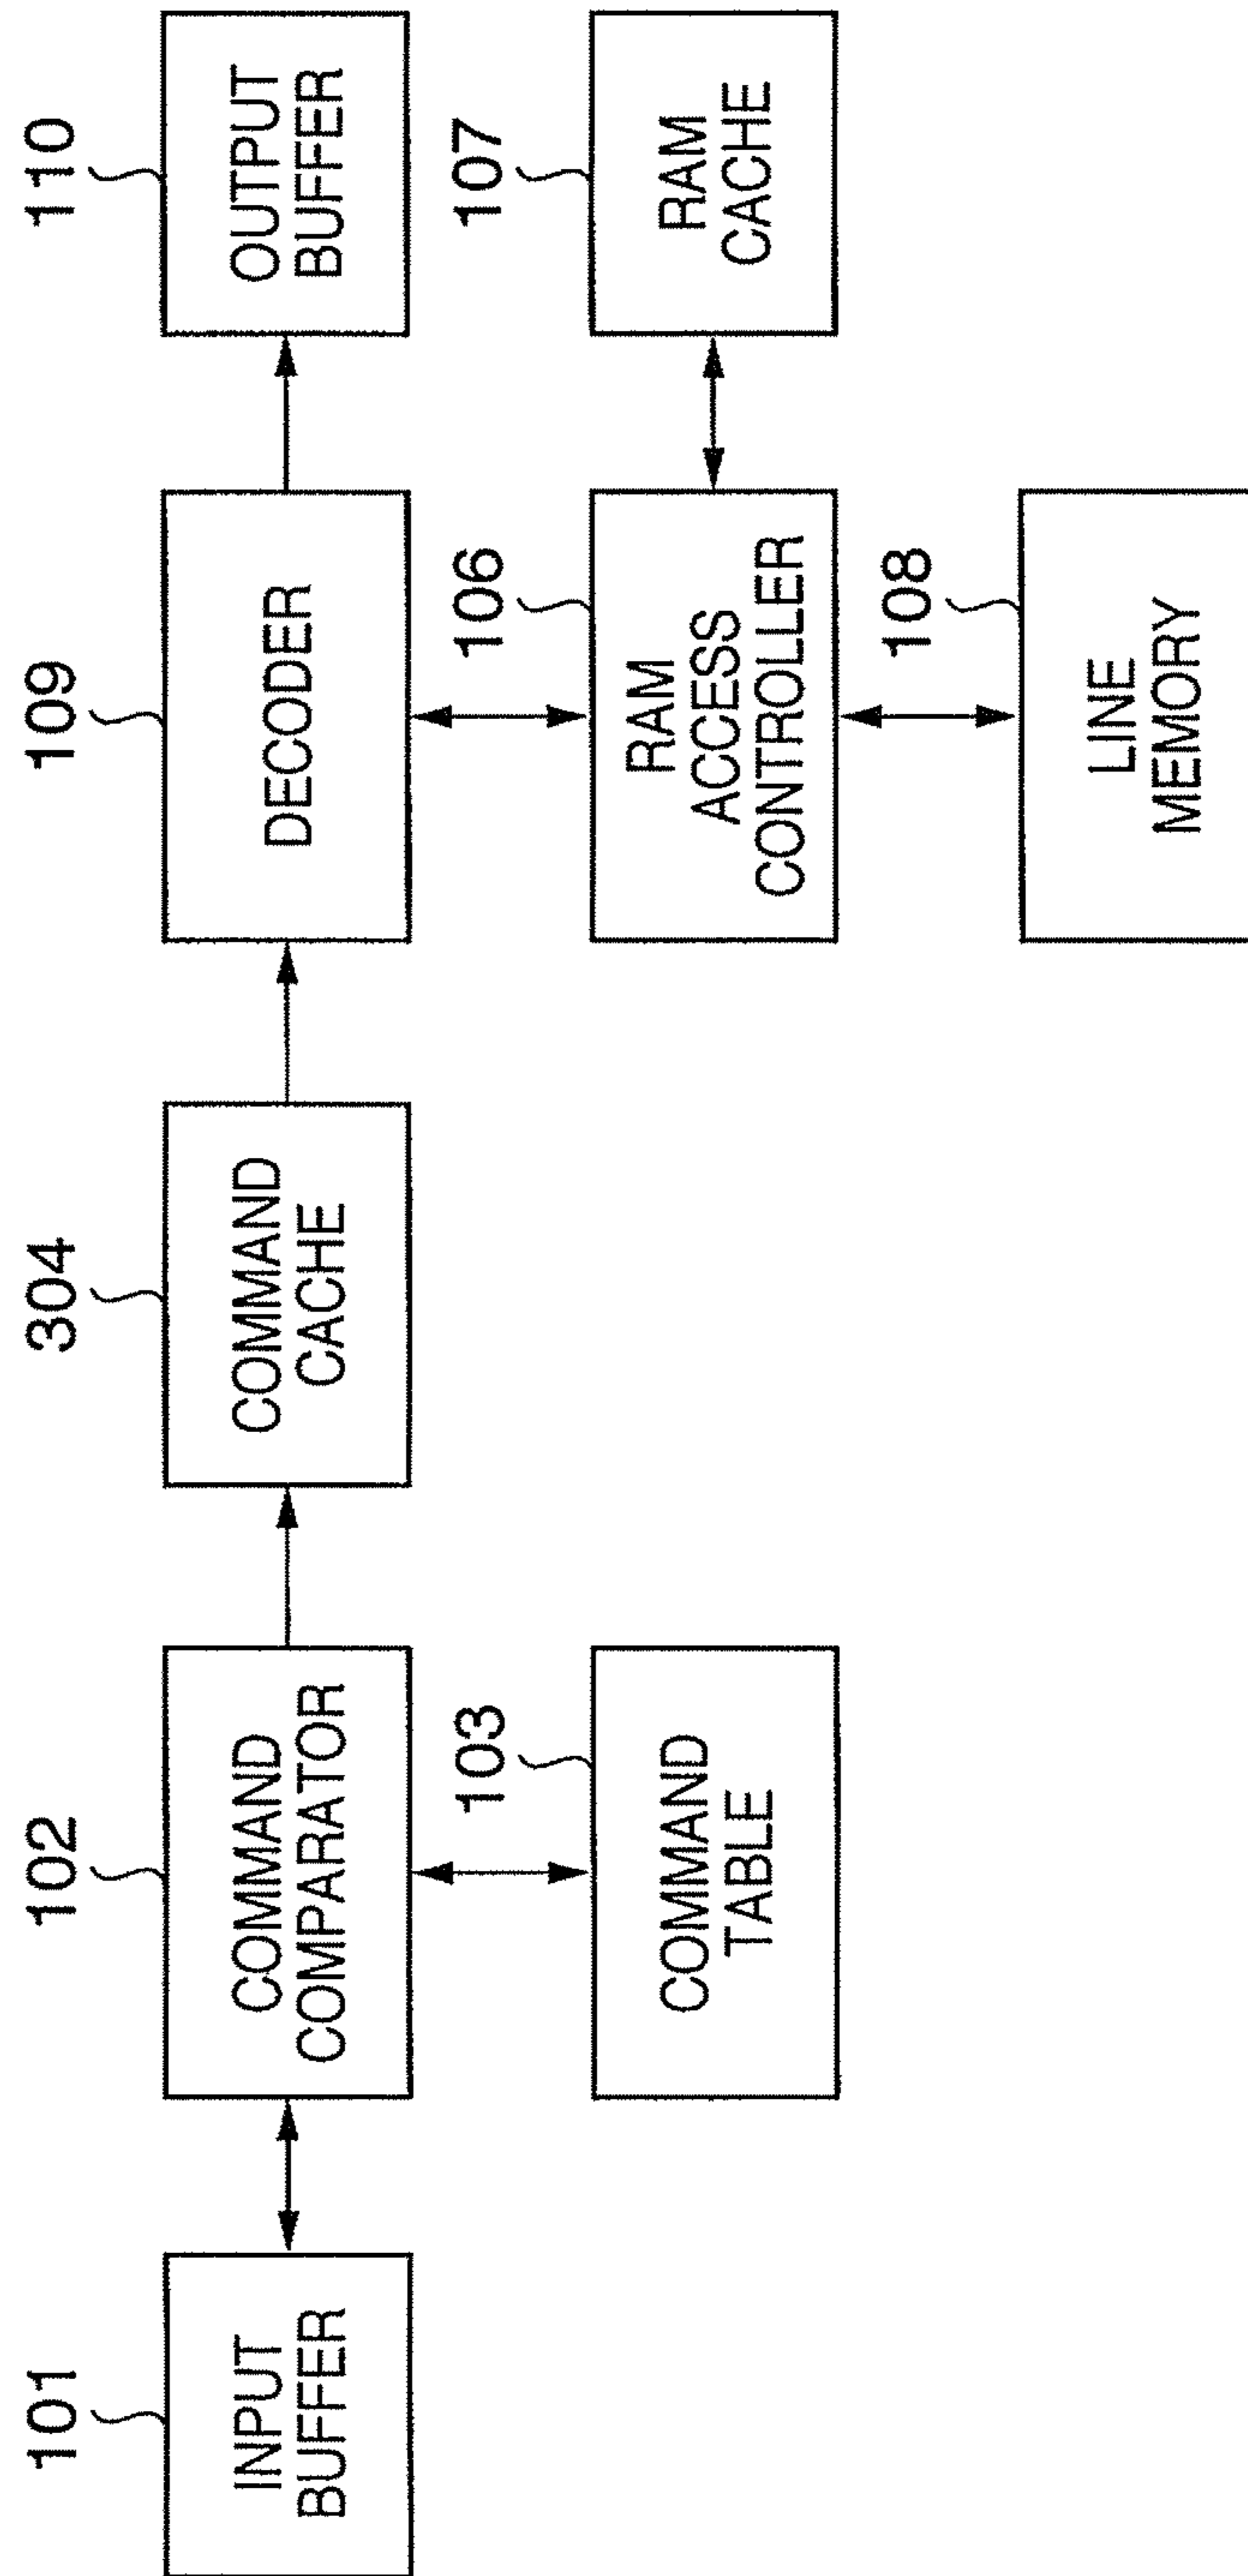 101
INPUT
BUFFER
102
COMMAND
COMPARATOR
103
COMMAND
TABLE
304
COMMAND
CACHE
109
DECODER
106
RAM
ACCESS
CONTROLLER
108
LINE
MEMORY
110
OUTPUT
BUFFER
107
RAM
CACHE